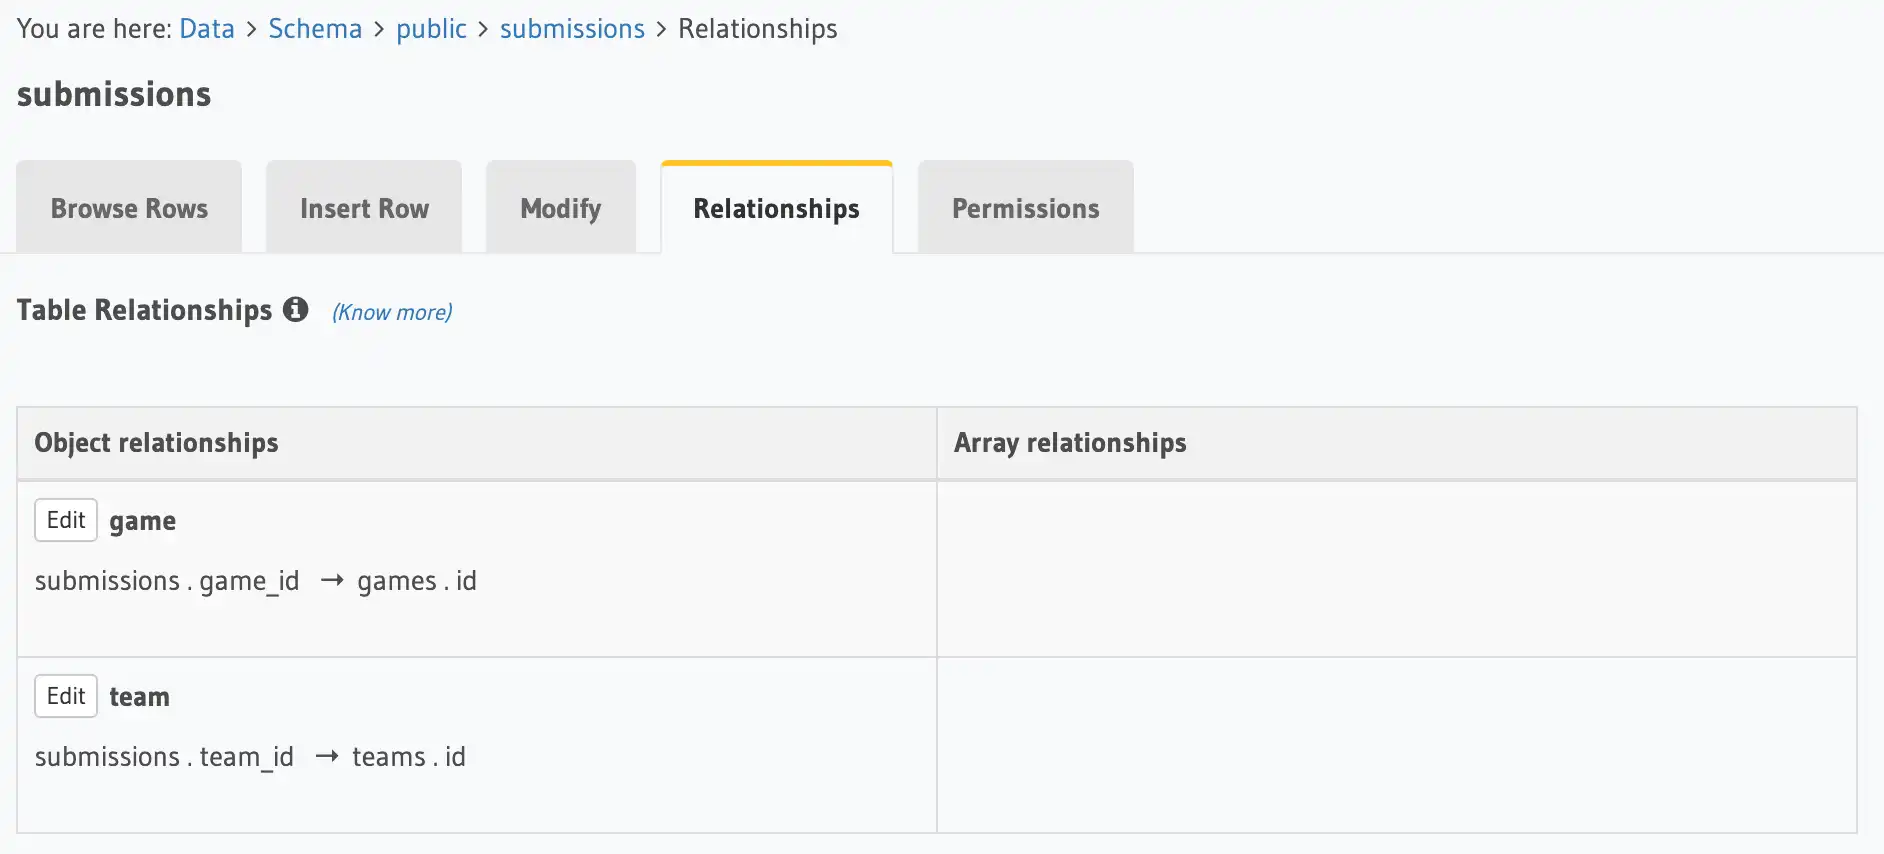 You are here: Data > Schema > public > submissions > Relationships
submissions
Browse Rows
Insert Row
Modify
Relationships
Permissions
Table Relationships (Know more)
Object relationships
Array relationships
Edit game
submissions . game_id → games . id
Edit team
submissions . team_id → teams . id